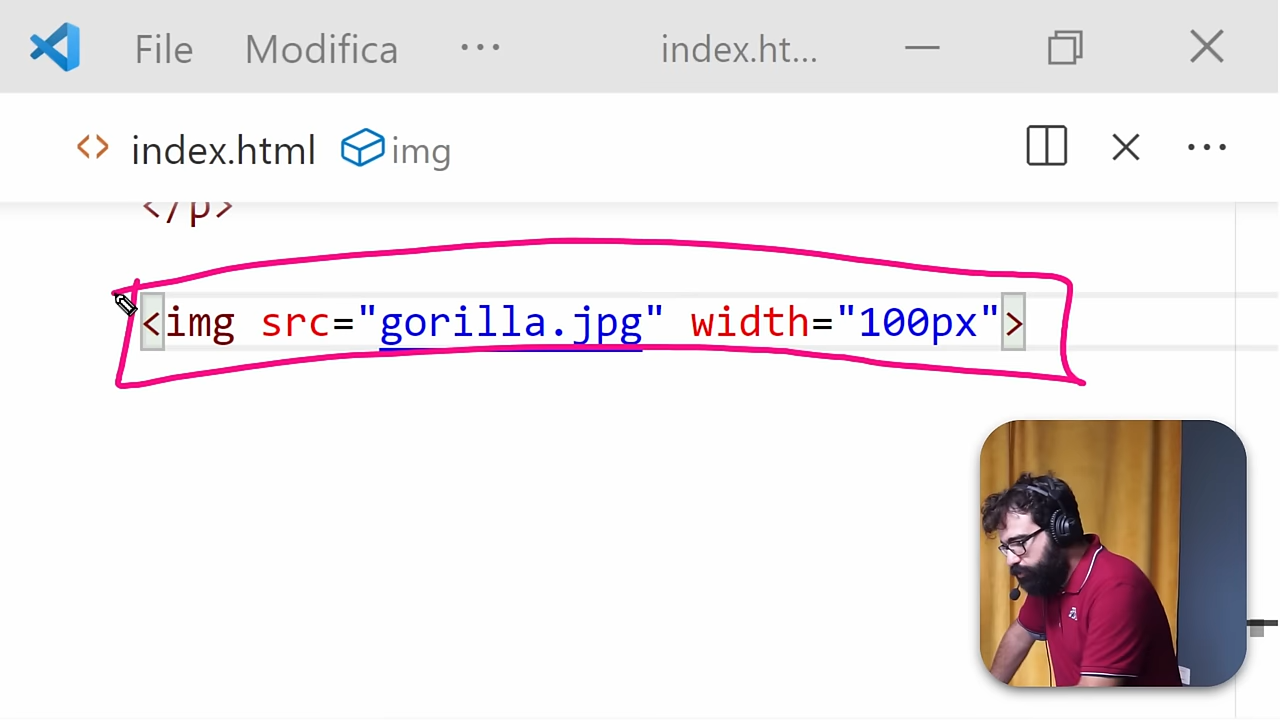 File Modifica ... index.ht...
index.html img ...
</p>
<img src="gorilla.jpg" width="100px">